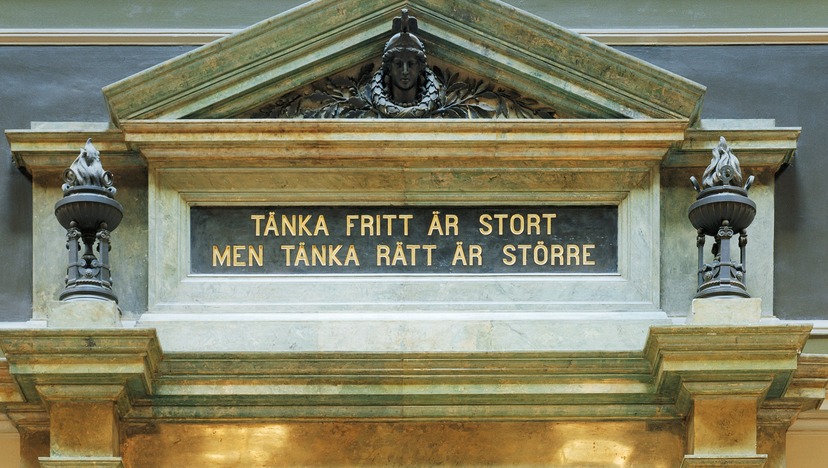 TÄNKA FRITT ÄR STORT
MEN TÄNKA RÄTT ÄR STÖRRE